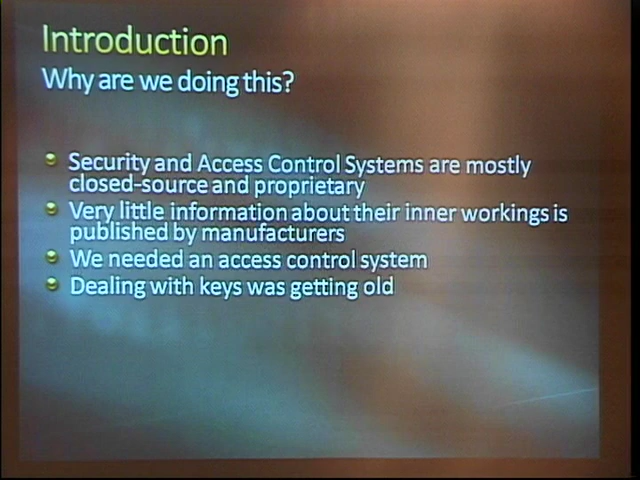 Introduction
Why are we doing this?
Security and Access Control Systems are mostly
closed-source and proprietary
Very little information about their inner workings is
published by manufacturers
We needed an access control system
Dealing with keys was getting old